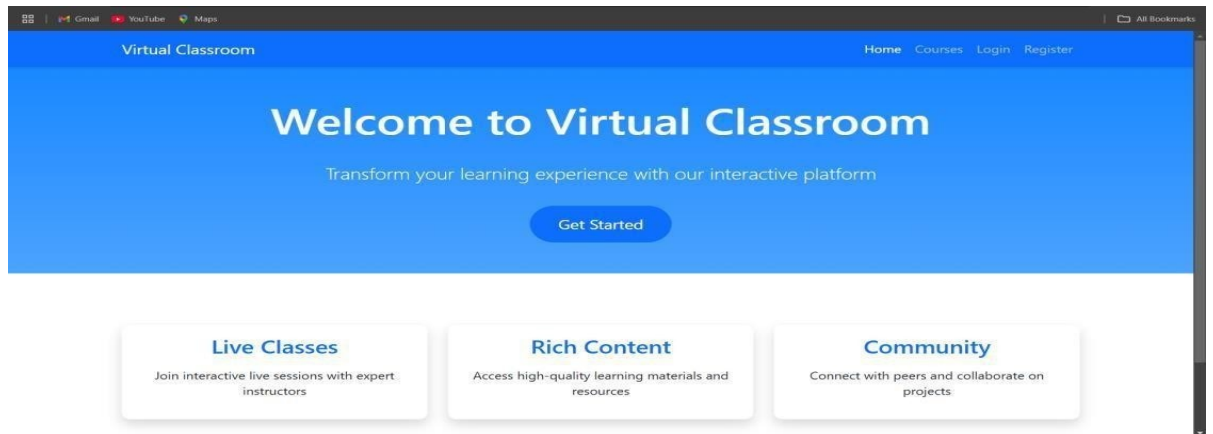 Gmail YouTube Maps All Bookmarks
Virtual Classroom Home Courses Login Register
Welcome to Virtual Classroom
Transform your learning experience with our interactive platform
Get Started
Live Classes
Join interactive live sessions with expert
instructors
Rich Content
Access high-quality learning materials and
resources
Community
Connect with peers and collaborate on
projects